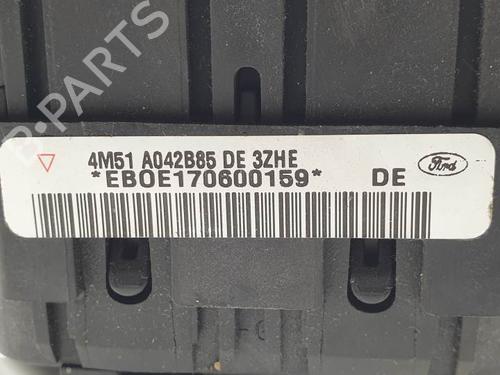 B-PARTS
4M51 A042B85 DE 3ZHE
*EBOE170600159* DE
Ford